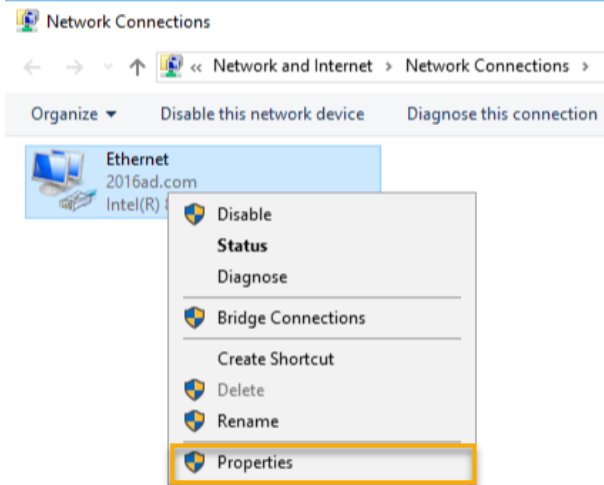 Network Connections
« Network and Internet > Network Connections >
Organize Disable this network device Diagnose this connection
Ethernet
2016ad.com
Intel(R)
Disable
Status
Diagnose
Bridge Connections
Create Shortcut
Delete
Rename
Properties